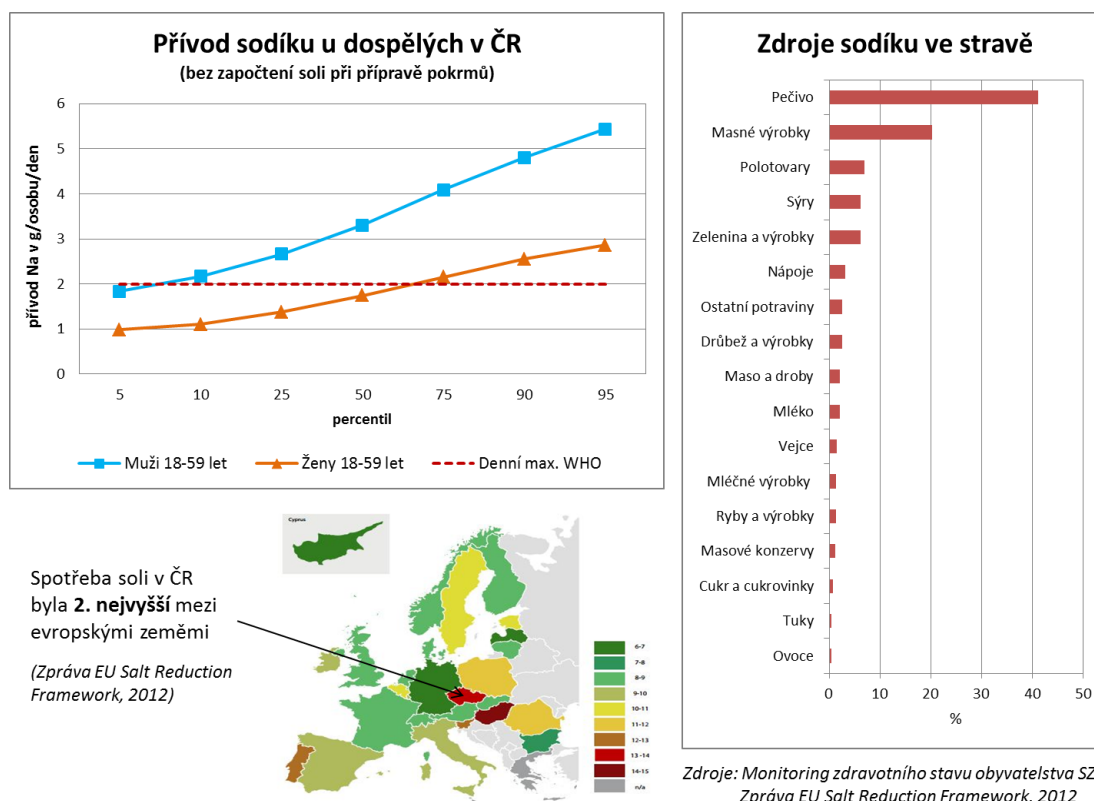 Přívod sodíku u dospělých v ČR
(bez započtení soli při přípravě pokrmů)
přívod Na v g/osobu/den
6
5
4
3
2
1
0
5 10 25 50 75 90 95
percentil
Muži 18-59 let Ženy 18-59 let Denní max. WHO
Zdroje sodíku ve stravě
Pečivo
Masné výrobky
Polotovary
Sýry
Zelenina a výrobky
Nápoje
Ostatní potraviny
Drůbež a výrobky
Maso a droby
Mléko
Vejce
Mléčné výrobky
Ryby a výrobky
Masové konzervy
Cukr a cukrovinky
Tuky
Ovoce
0 10 20 30 40 50
%
Spotřeba soli v ČR
byla 2. nejvyšší mezi
evropskými zeměmi
(Zpráva EU Salt Reduction
Framework, 2012)
Cyprus
6-7
7-8
8-9
9-10
10-11
11-12
12-13
13-14
14-15
n/a
Zdroje: Monitoring zdravotního stavu obyvatelstva SZ
Zpráva EU Salt Reduction Framework, 2012